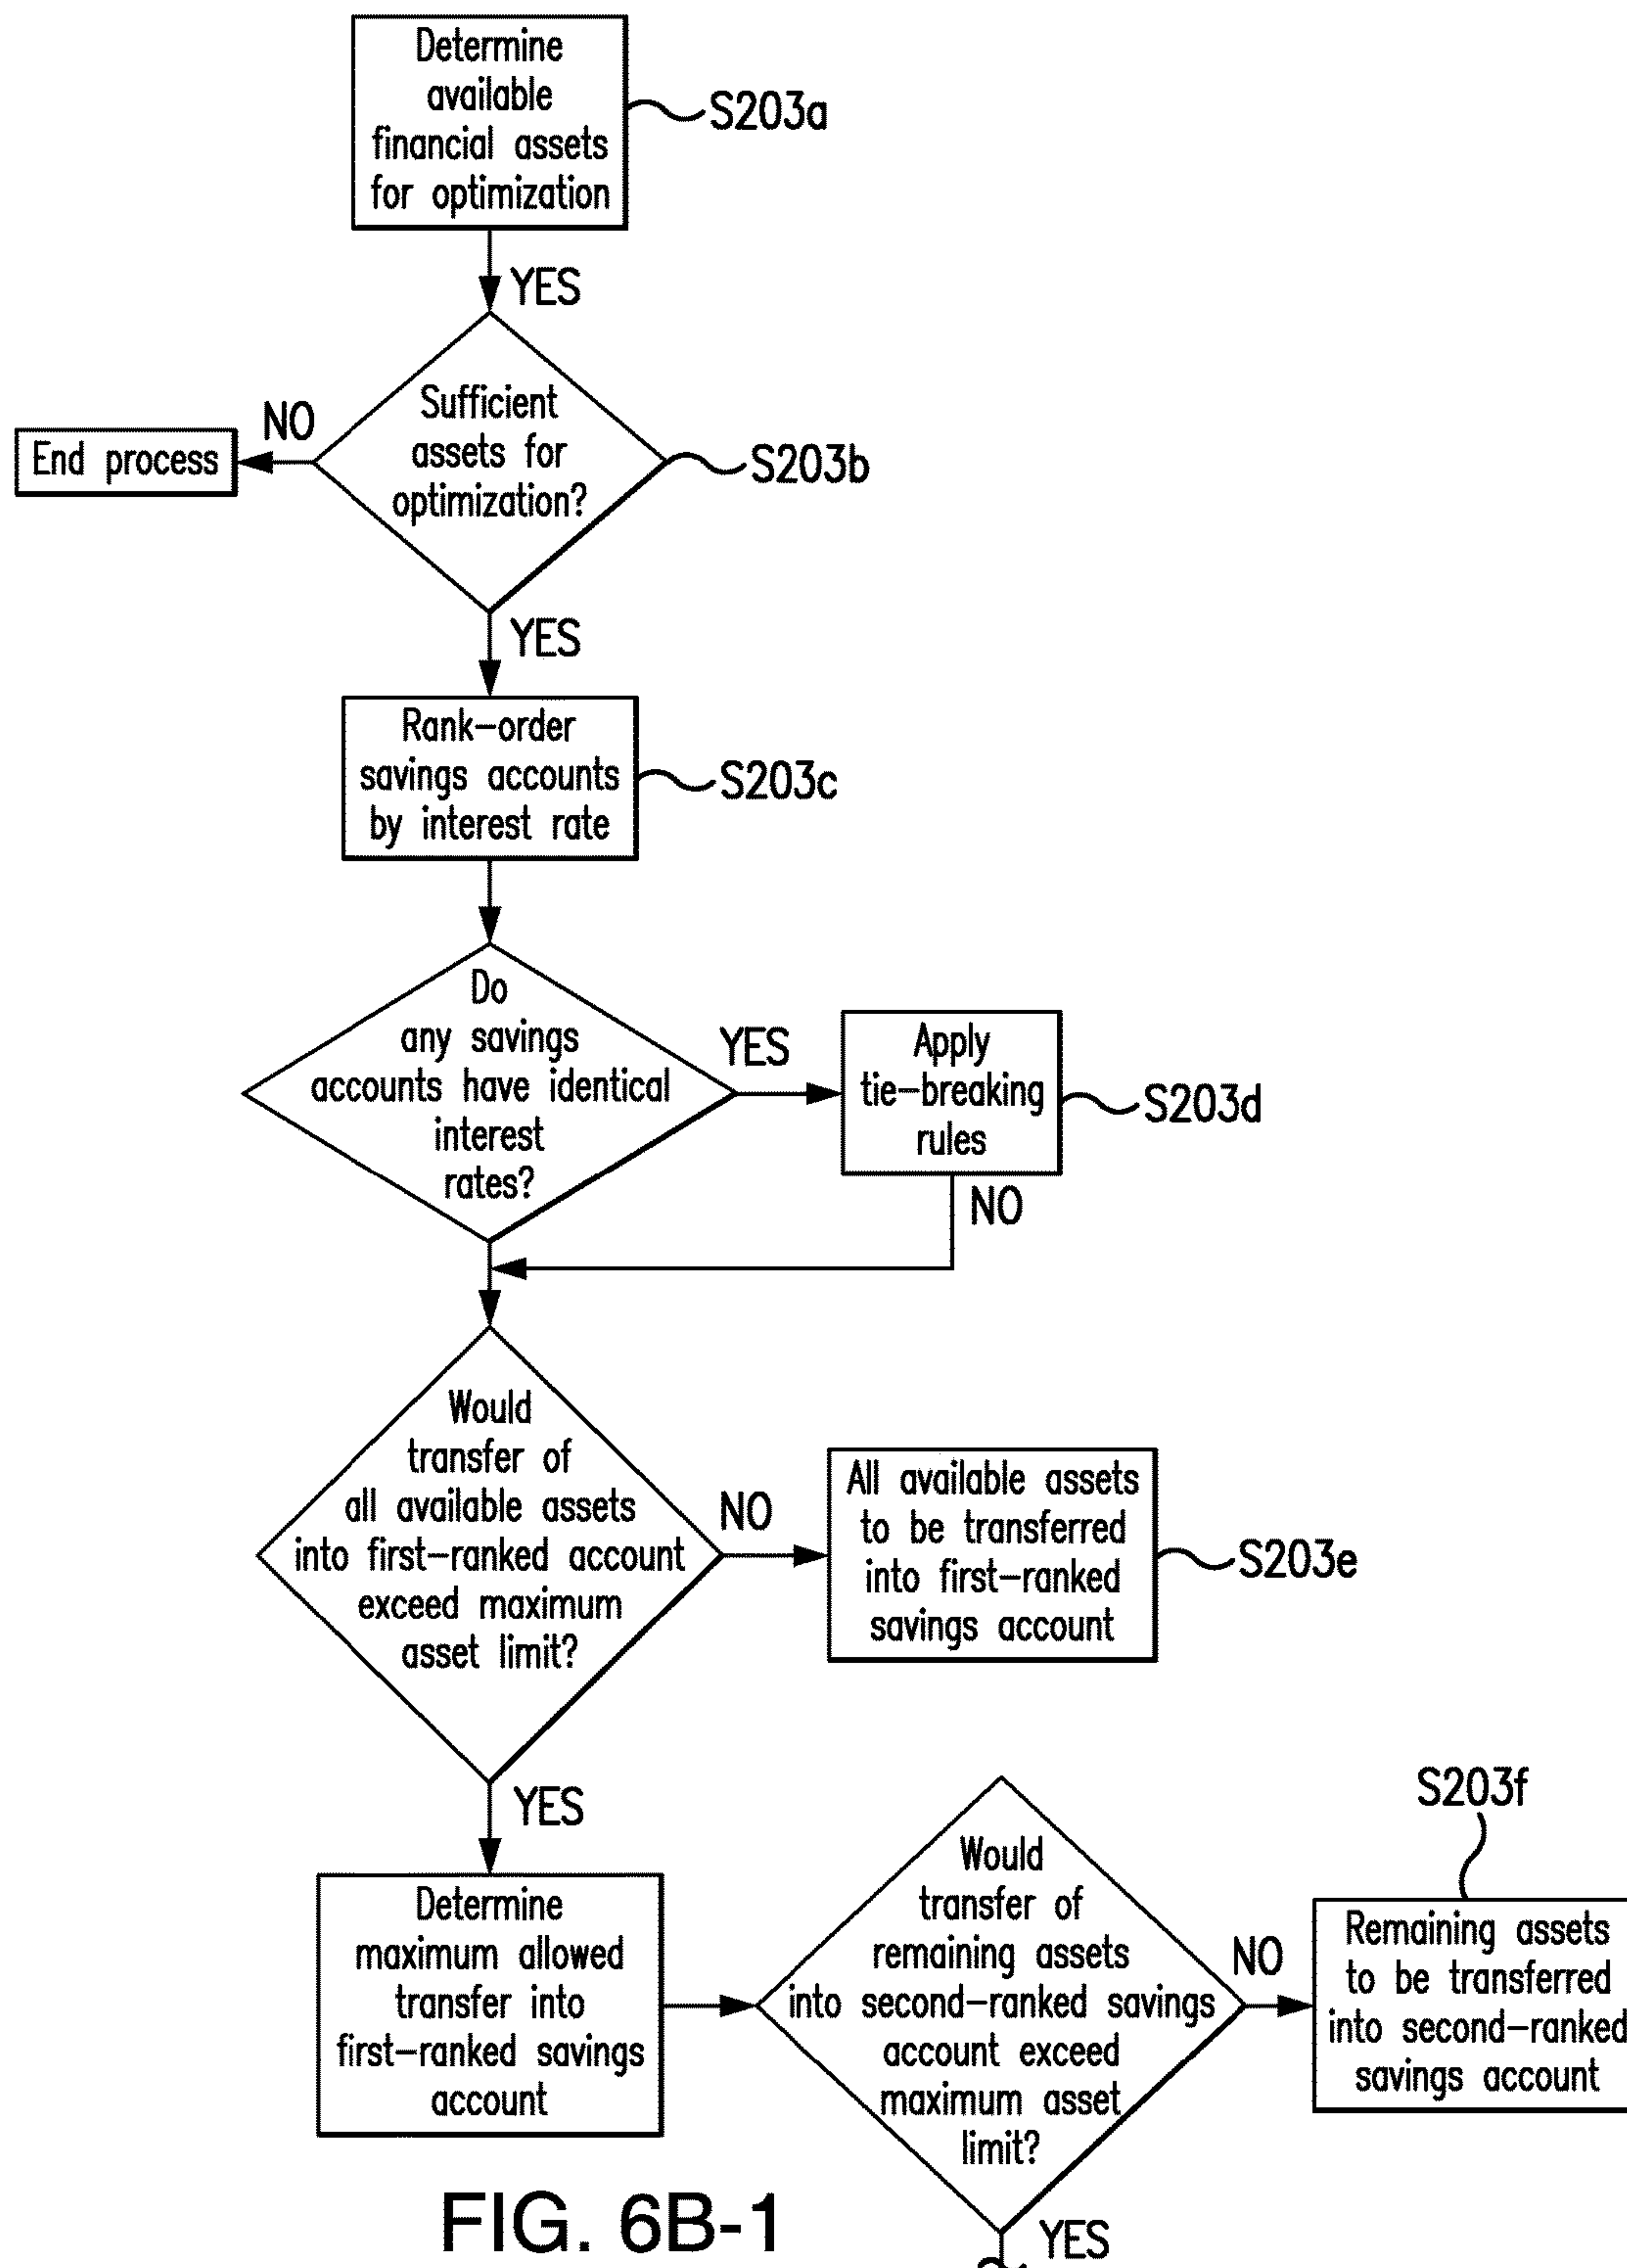 Determine
available
financial assets
for optimization
S203a
YES
Sufficient
assets for
optimization?
S203b
NO
End process
YES
Rank-order
savings accounts
by interest rate
S203c
Do
any savings
accounts have identical
interest
rates?
YES
Apply
tie-breaking
rules
S203d
NO
Would
transfer of
all available assets
into first-ranked account
exceed maximum
asset limit?
NO
All available assets
to be transferred
into first-ranked
savings account
S203e
YES
Determine
maximum allowed
transfer into
first-ranked savings
account
Would
transfer of
remaining assets
into second-ranked savings
account exceed
maximum asset
limit?
NO
S203f
Remaining assets
to be transferred
into second-ranked
savings account
YES
FIG. 6B-1